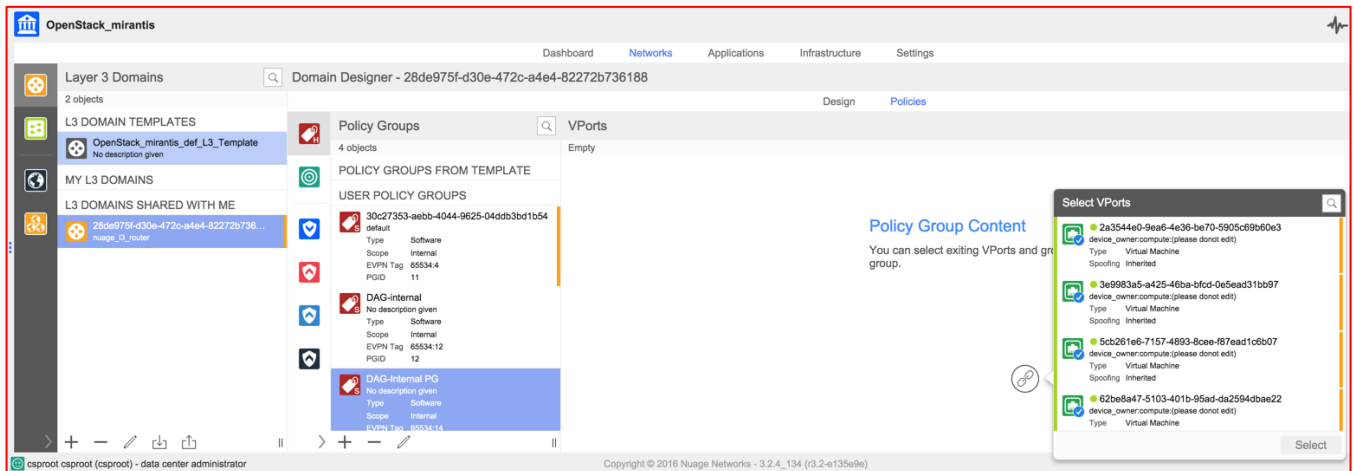 OpenStack_mirantis
Dashboard Networks Applications Infrastructure Settings
Layer 3 Domains
2 objects
L3 DOMAIN TEMPLATES
OpenStack_mirantis_def_L3_Template
No description given
MY L3 DOMAINS
L3 DOMAINS SHARED WITH ME
28de975f-d30e-472c-a4e4-82272b736...
nuage_l3_router
Domain Designer - 28de975f-d30e-472c-a4e4-82272b736188
Design Policies
Policy Groups
4 objects
POLICY GROUPS FROM TEMPLATE
USER POLICY GROUPS
30c27353-aebb-4044-9625-04ddb3bd1b54
default
Type Software
Scope Internal
EVPN Tag 65534:4
PGID 11
DAG-internal
No description given
Type Software
Scope Internal
EVPN Tag 65534:12
PGID 12
DAG-Internal PG
No description given
Type Software
Scope Internal
EVPN Tag 65534:14
VPorts
Empty
Policy Group Content
You can select exiting VPorts and gr
group.
Select VPorts
2a3544e0-9ea6-4e36-be70-5905c69b60e3
device_owner:compute:(please donot edit)
Type Virtual Machine
Spoofing Inherited
3e9983a5-a425-46ba-bfcd-0e5ead31bb97
device_owner:compute:(please donot edit)
Type Virtual Machine
Spoofing Inherited
5cb261e6-7157-4893-8cee-f87ead1c6b07
device_owner:compute:(please donot edit)
Type Virtual Machine
Spoofing Inherited
62be8a47-5103-401b-95ad-da2594dbae22
device_owner:compute:(please donot edit)
Type Virtual Machine
Select
csproot csproot (csproot) - data center administrator
Copyright © 2016 Nuage Networks - 3.2.4_134 (r3.2-e135e9e)